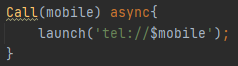 Call(mobile) async{
    launch('tel://$mobile');
}